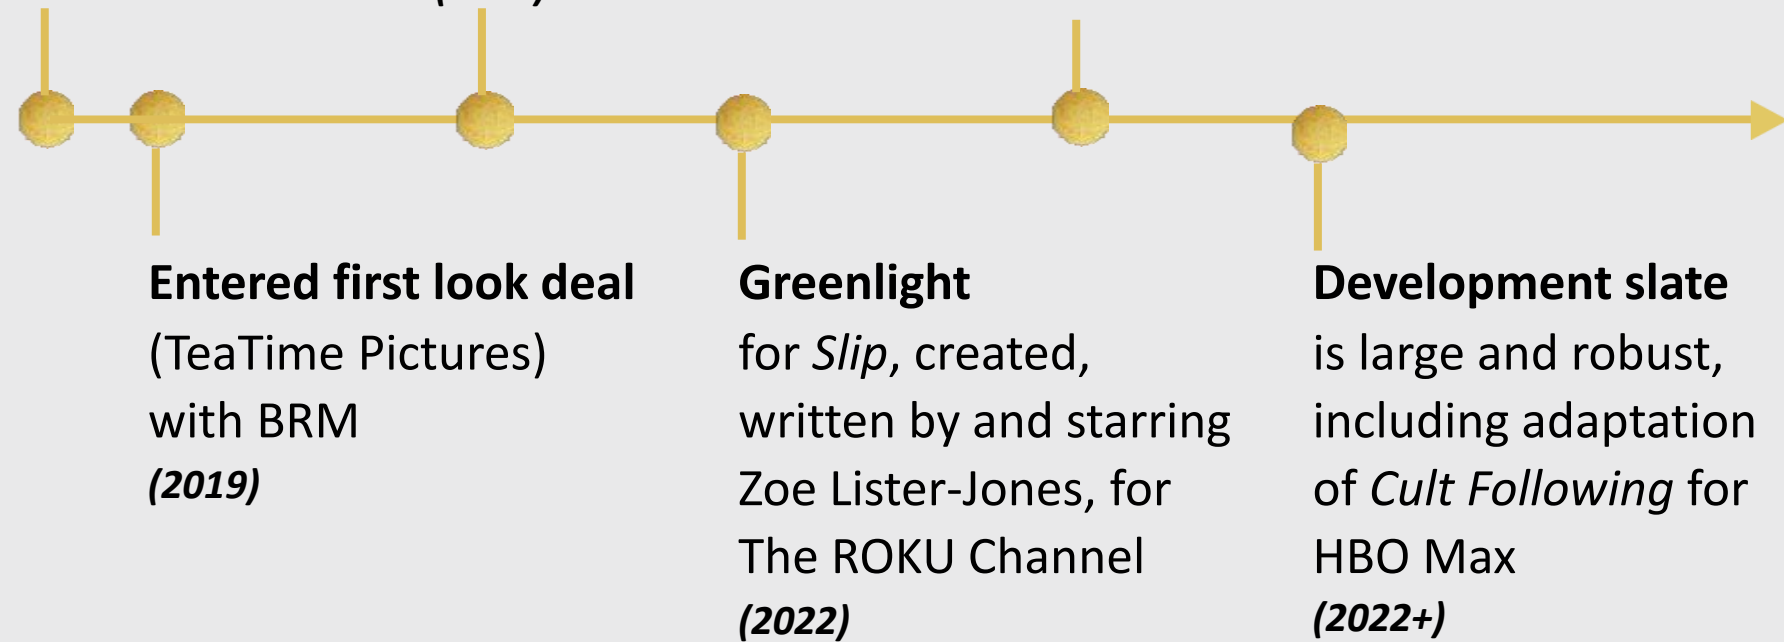 Entered first look deal
(TeaTime Pictures)
with BRM
(2019)
Greenlight
for Slip, created,
written by and starring
Zoe Lister-Jones, for
The ROKU Channel
(2022)
Development slate
is large and robust,
including adaptation
of Cult Following for
HBO Max
(2022+)